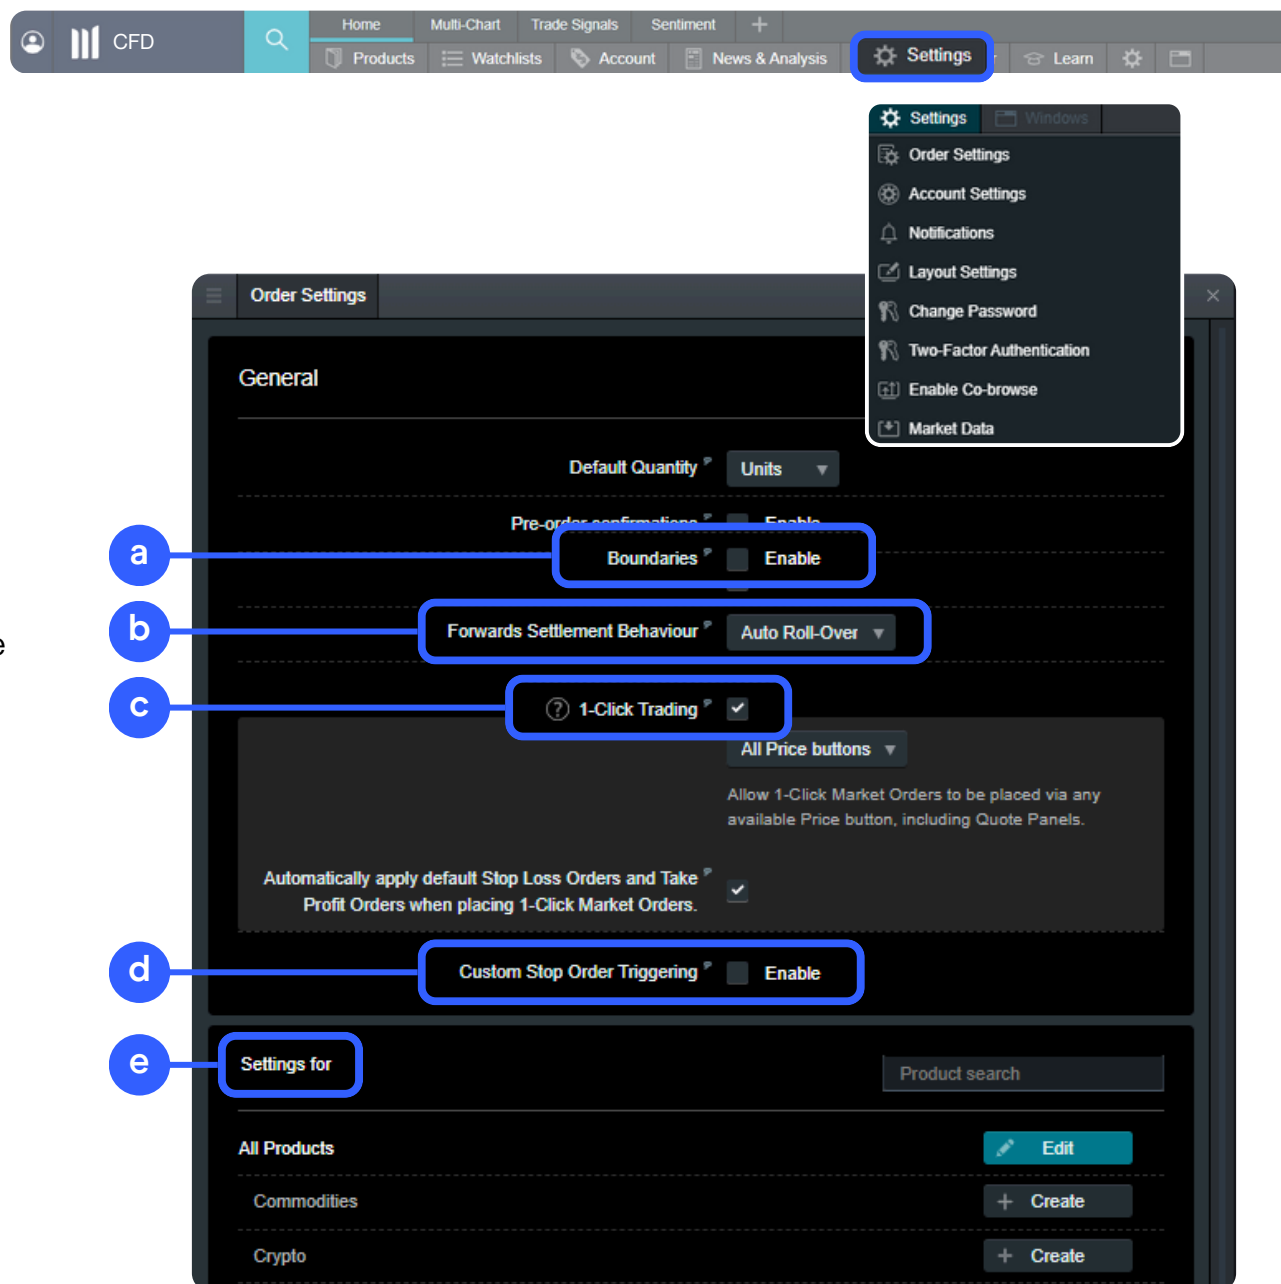 CFD
Home Multi-Chart Trade Signals Sentiment +
Products Watchlists Account News & Analysis Settings Learn
Settings Windows
Order Settings
Account Settings
Notifications
Layout Settings
Change Password
Two-Factor Authentication
Enable Co-browse
Market Data
Order Settings
General
Default Quantity Units
Pre-order confirmations Enable
a Boundaries Enable
b Forwards Settlement Behaviour Auto Roll-Over
e
c ? 1-Click Trading
All Price buttons
Allow 1-Click Market Orders to be placed via any
available Price button, including Quote Panels.
Automatically apply default Stop Loss Orders and Take
Profit Orders when placing 1-Click Market Orders.
d Custom Stop Order Triggering Enable
e Settings for
Product search
All Products Edit
Commodities + Create
Crypto + Create